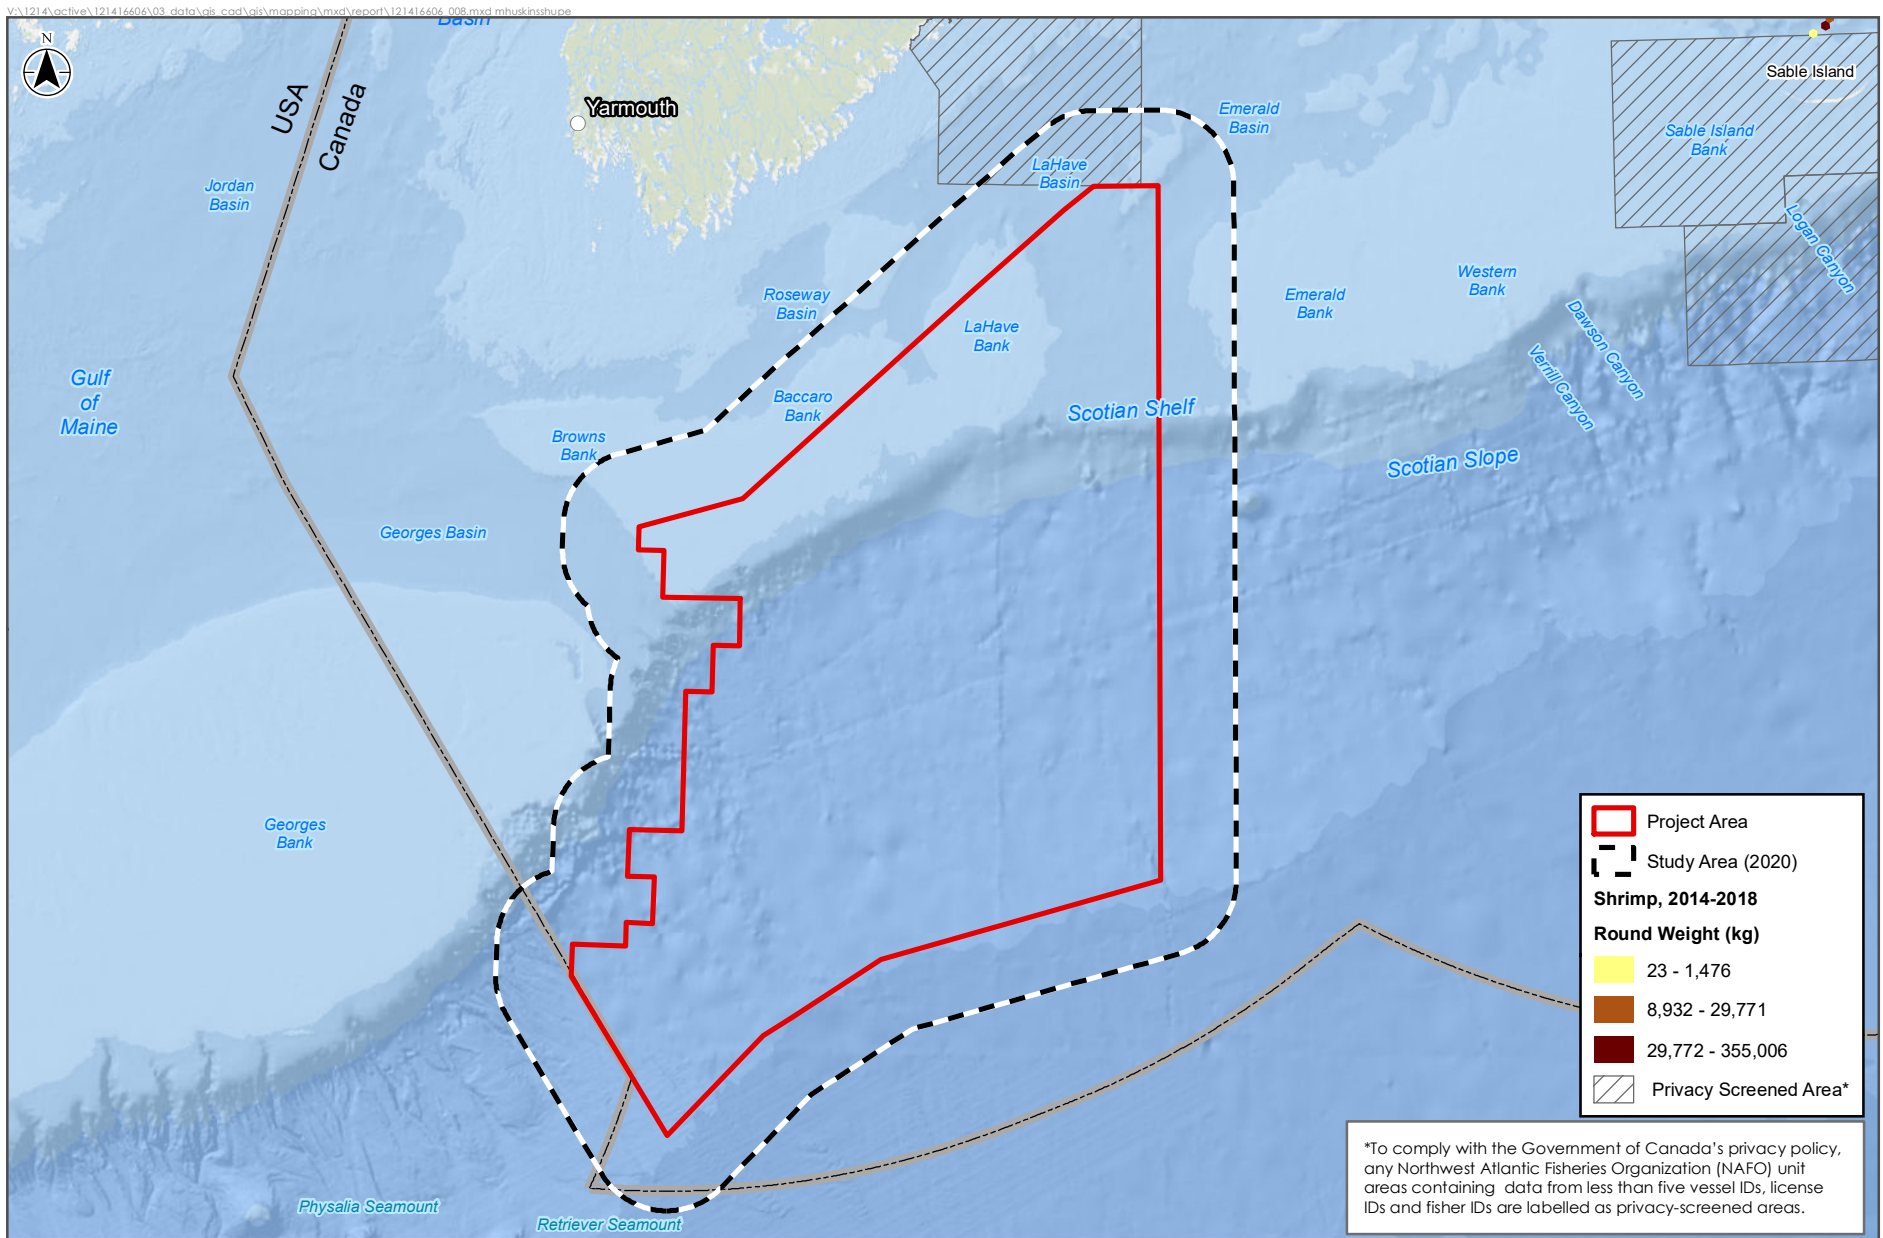 V:\1214\active\121416606\03_data\gis_cad\gis\mapping\mxd\report\121416606_008.mxd mhuskinsshupe
Basin
N
USA
Canada
Yarmouth
Sable Island
Emerald
Basin
Sable Island
Bank
LaHave
Basin
Jordan
Basin
Logan Canyon
Roseway
Basin
Emerald
Bank
Western
Bank
LaHave
Bank
Dawson Canyon
Verrill Canyon
Gulf
of
Maine
Baccaro
Bank
Scotian Shelf
Browns
Bank
Scotian Slope
Georges Basin
Georges
Bank
Physalia Seamount
Retriever Seamount
Project Area
Study Area (2020)
Shrimp, 2014-2018
Round Weight (kg)
23 - 1,476
8,932 - 29,771
29,772 - 355,006
Privacy Screened Area*
*To comply with the Government of Canada's privacy policy,
any Northwest Atlantic Fisheries Organization (NAFO) unit
areas containing data from less than five vessel IDs, license
IDs and fisher IDs are labelled as privacy-screened areas.